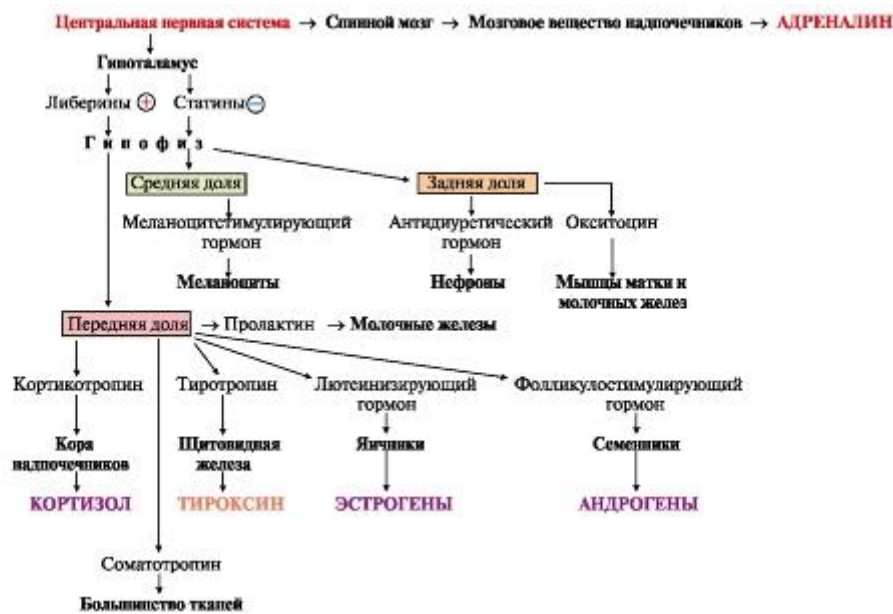 Центральная нервная система → Спинной мозг → Мозговое вещество надпочечников → АДРЕНАЛИН
Гипоталамус
Либерины + Статины −
Гипофиз
Средняя доля
Задняя доля
Меланоцитстимулирующий
гормон
Антидиуретический
гормон
Окситоцин
Меланоциты
Нефроны
Мышцы матки и
молочных желез
Передняя доля → Пролактин → Молочные железы
Кортикотропин
Тиротропин
Лютеинизирующий
гормон
Фолликулостимулирующий
гормон
Кора
надпочечников
Щитовидная
железа
Яичники
Семенники
КОРТИЗОЛ
ТИРОКСИН
ЭСТРОГЕНЫ
АНДРОГЕНЫ
Соматотропин
Большинство тканей